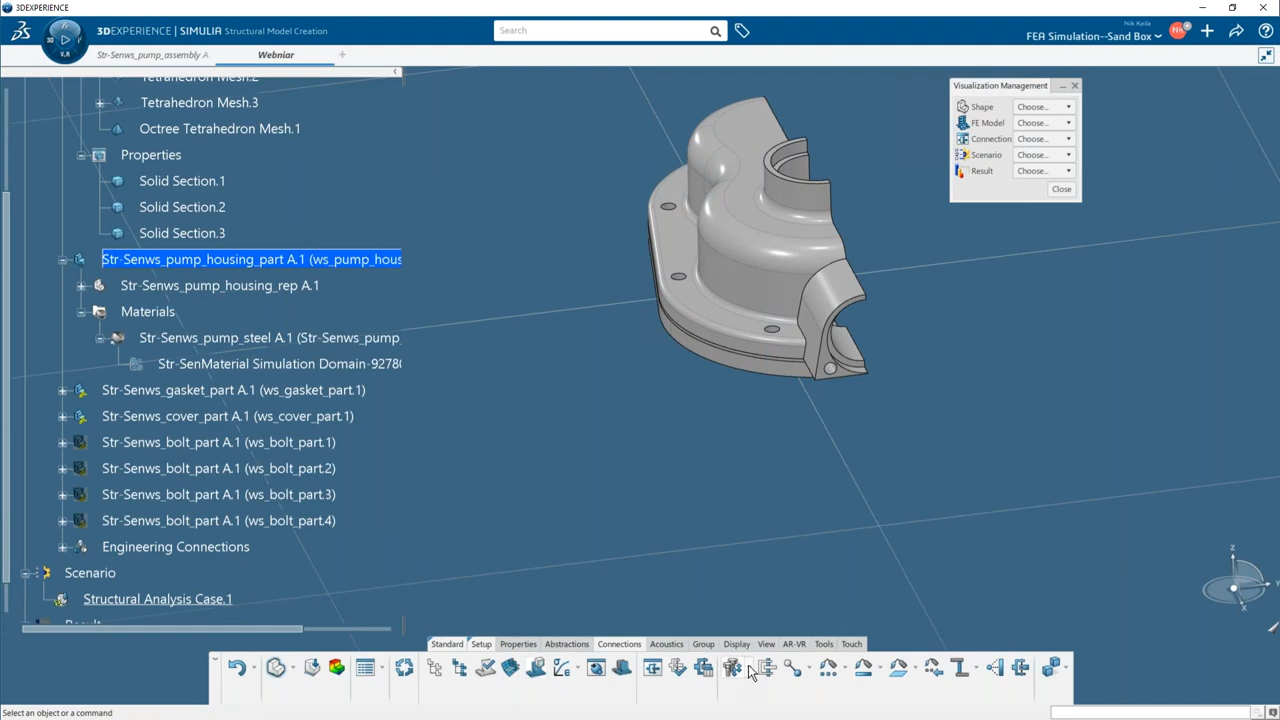 3DEXPERIENCE
3DEXPERIENCE | SIMULIA Structural Model Creation
Search
Nik Kaila
FEA Simulation--Sand Box
NK
V,R
Str-Senws_pump_assembly A
Webniar
Tetrahedron Mesh.2
Tetrahedron Mesh.3
Octree Tetrahedron Mesh.1
Properties
Solid Section.1
Solid Section.2
Solid Section.3
Str-Senws_pump_housing_part A.1 (ws_pump_hous
Str-Senws_pump_housing_rep A.1
Materials
Str-Senws_pump_steel A.1 (Str-Senws_pump_
Str-SenMaterial Simulation Domain-9278
Str-Senws_gasket_part A.1 (ws_gasket_part.1)
Str-Senws_cover_part A.1 (ws_cover_part.1)
Str-Senws_bolt_part A.1 (ws_bolt_part.1)
Str-Senws_bolt_part A.1 (ws_bolt_part.2)
Str-Senws_bolt_part A.1 (ws_bolt_part.3)
Str-Senws_bolt_part A.1 (ws_bolt_part.4)
Engineering Connections
Scenario
Structural Analysis Case.1
Result
Visualization Management
Shape Choose...
FE Model Choose...
Connection Choose...
Scenario Choose...
Result Choose...
Close
z
x
Standard Setup Properties Abstractions Connections Acoustics Group Display View AR-VR Tools Touch
Select an object or a command